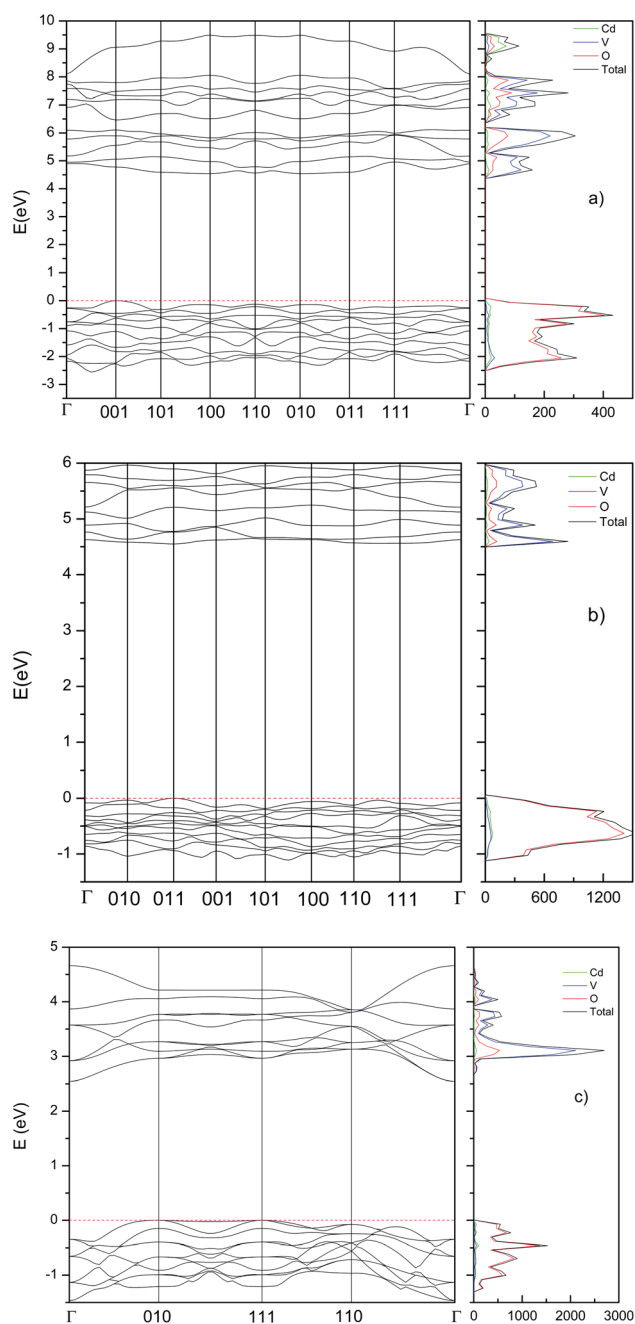 10
9
8
7
6
5
4
3
2
1
0
-1
-2
-3
E(eV)
Γ 001 101 100 110 010 011 111 Γ
Cd
V
O
Total
a)
0 200 400
6
5
4
3
2
1
0
-1
E(eV)
Γ 010 011 001 101 100 110 111 Γ
Cd
V
O
Total
b)
0 600 1200
5
4
3
2
1
0
-1
E (eV)
Γ 010 111 110 Γ
Cd
V
O
Total
c)
0 1000 2000 3000